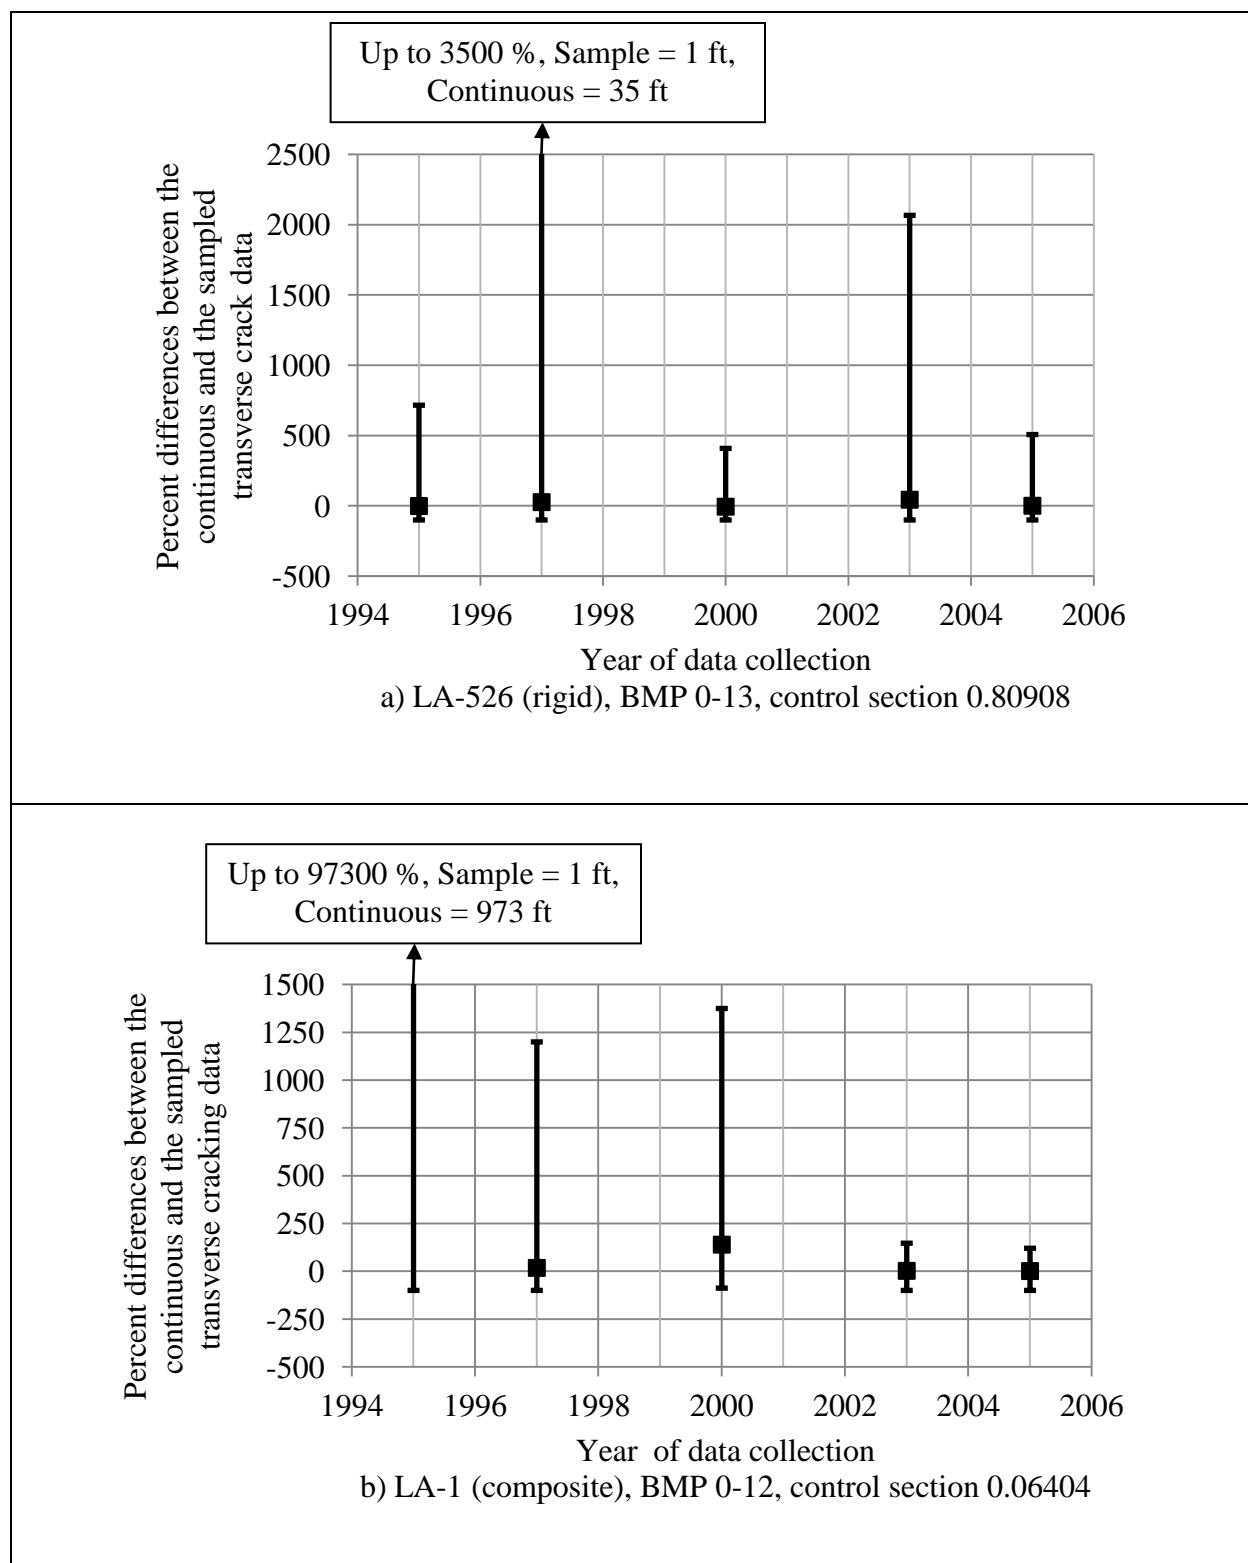 Up to 3500 %, Sample = 1 ft,
Continuous = 35 ft
Percent differences between the
continuous and the sampled
transverse crack data
2500
2000
1500
1000
500
0
-500
1994 1996 1998 2000 2002 2004 2006
Year of data collection
a) LA-526 (rigid), BMP 0-13, control section 0.80908
Up to 97300 %, Sample = 1 ft,
Continuous = 973 ft
Percent differences between the
continuous and the sampled
transverse cracking data
1500
1250
1000
750
500
250
0
-250
-500
1994 1996 1998 2000 2002 2004 2006
Year of data collection
b) LA-1 (composite), BMP 0-12, control section 0.06404